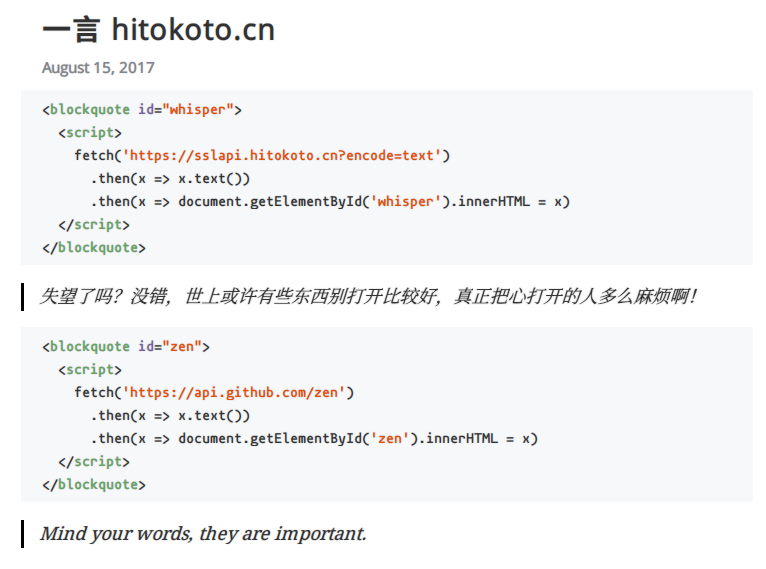 一言 hitokoto.cn
August 15, 2017
<blockquote id="whisper">
  <script>
    fetch('https://sslapi.hitokoto.cn?encode=text')
      .then(x => x.text())
      .then(x => document.getElementById('whisper').innerHTML = x)
  </script>
</blockquote>
失望了吗？没错，世上或许有些东西别打开比较好，真正把心打开的人多么麻烦啊！
<blockquote id="zen">
  <script>
    fetch('https://api.github.com/zen')
      .then(x => x.text())
      .then(x => document.getElementById('zen').innerHTML = x)
  </script>
</blockquote>
Mind your words, they are important.